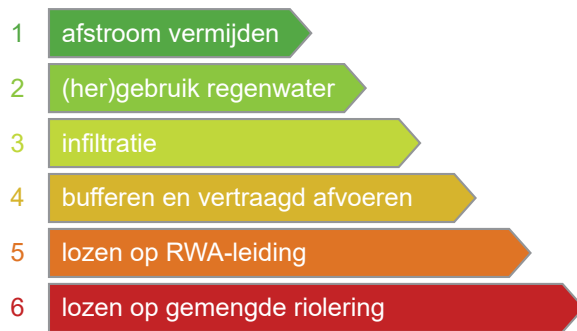 1 afstroom vermijden
2 (her)gebruik regenwater
3 infiltratie
4 bufferen en vertraagd afvoeren
5 lozen op RWA-leiding
6 lozen op gemengde riolering